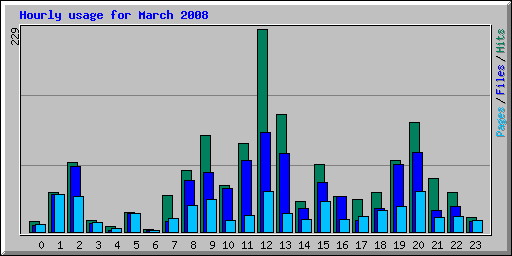 Hourly usage for March 2008
229
Pages / Files / Hits
0 1 2 3 4 5 6 7 8 9 10 11 12 13 14 15 16 17 18 19 20 21 22 23